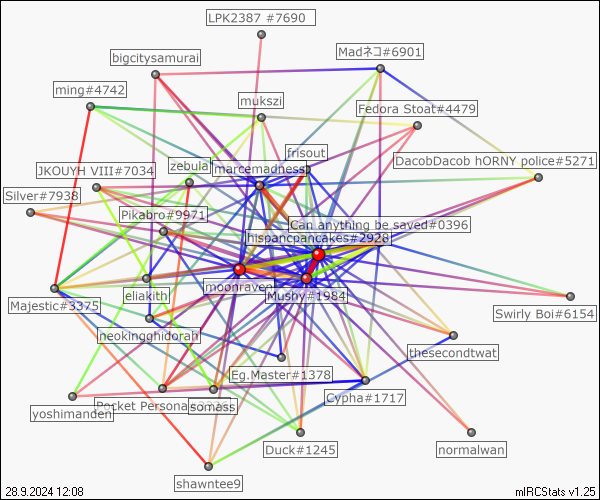 LPK2387 #7690
Madネコ#6901
bigcitysamurai
ming#4742
mukszi
Fedora Stoat#4479
frisout
DacobDacob hORNY police#5271
zebula
marcemadness
JKOUYH VIII#7034
Silver#7938
Pikabro#9971
Can anything be saved#0396
hispancpancakes#2928
moonraven
eliakith
Mushy#1984
Majestic#3375
Swirly Boi#6154
neokingghidorah
thesecondtwat
Eg.Master#1378
Cypha#1717
Pocket Persona
somass
yoshimanden
Duck#1245
normalwan
shawntee9
28.9.2024 12:08
mIRCStats v1.25